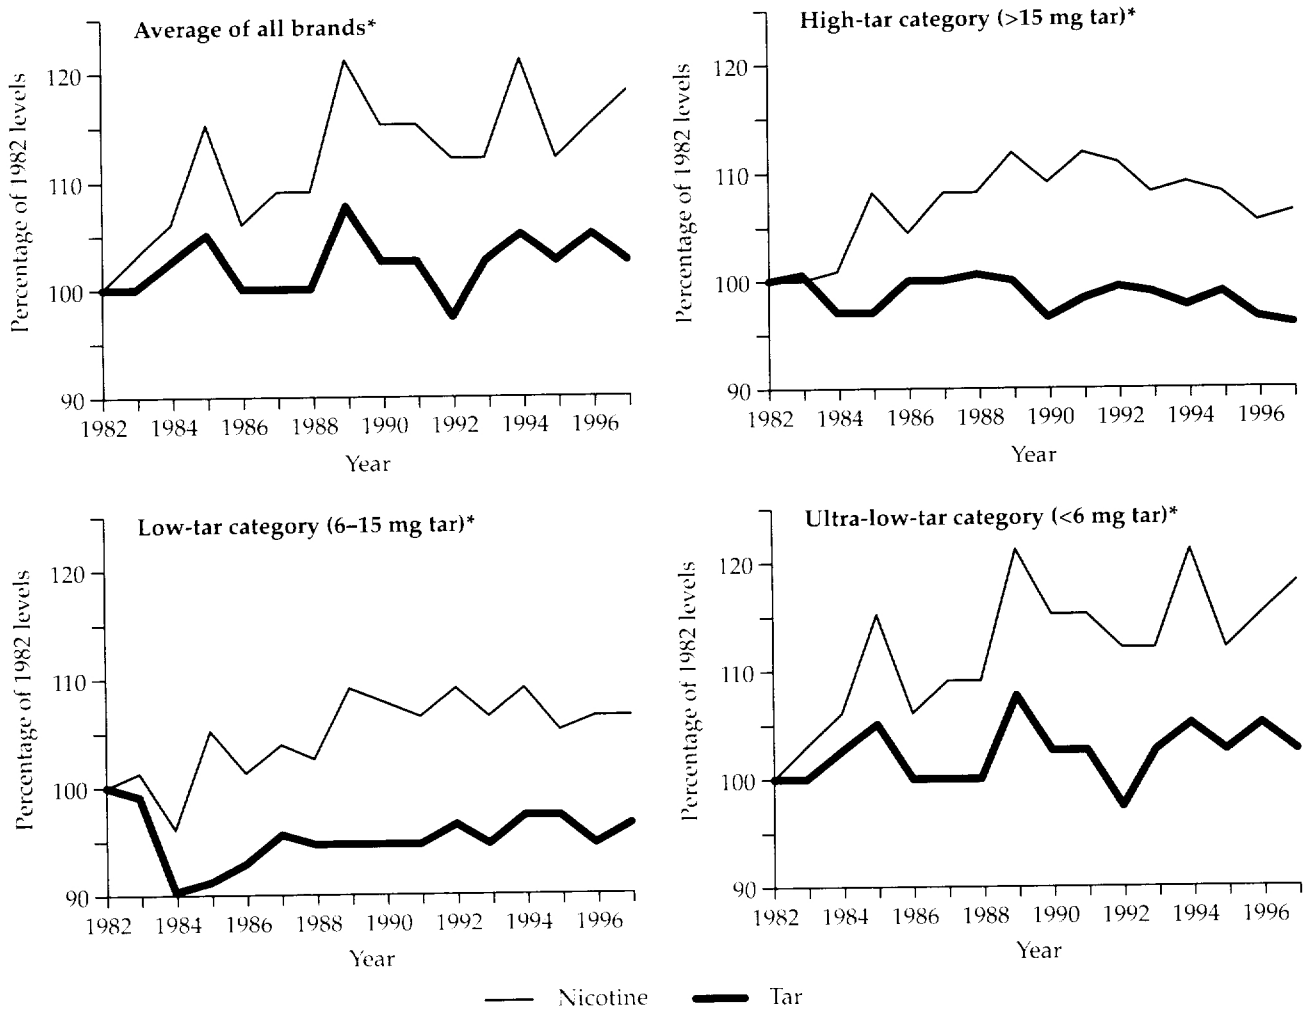 Average of all brands*
Percentage of 1982 levels
120
110
100
90
1982 1984 1986 1988 1990 1992 1994 1996
Year
High-tar category (>15 mg tar)*
Percentage of 1982 levels
120
110
100
90
1982 1984 1986 1988 1990 1992 1994 1996
Year
Low-tar category (6–15 mg tar)*
Percentage of 1982 levels
120
110
100
90
1982 1984 1986 1988 1990 1992 1994 1996
Year
Ultra-low-tar category (<6 mg tar)*
Percentage of 1982 levels
120
110
100
90
1982 1984 1986 1988 1990 1992 1994 1996
Year
Nicotine Tar